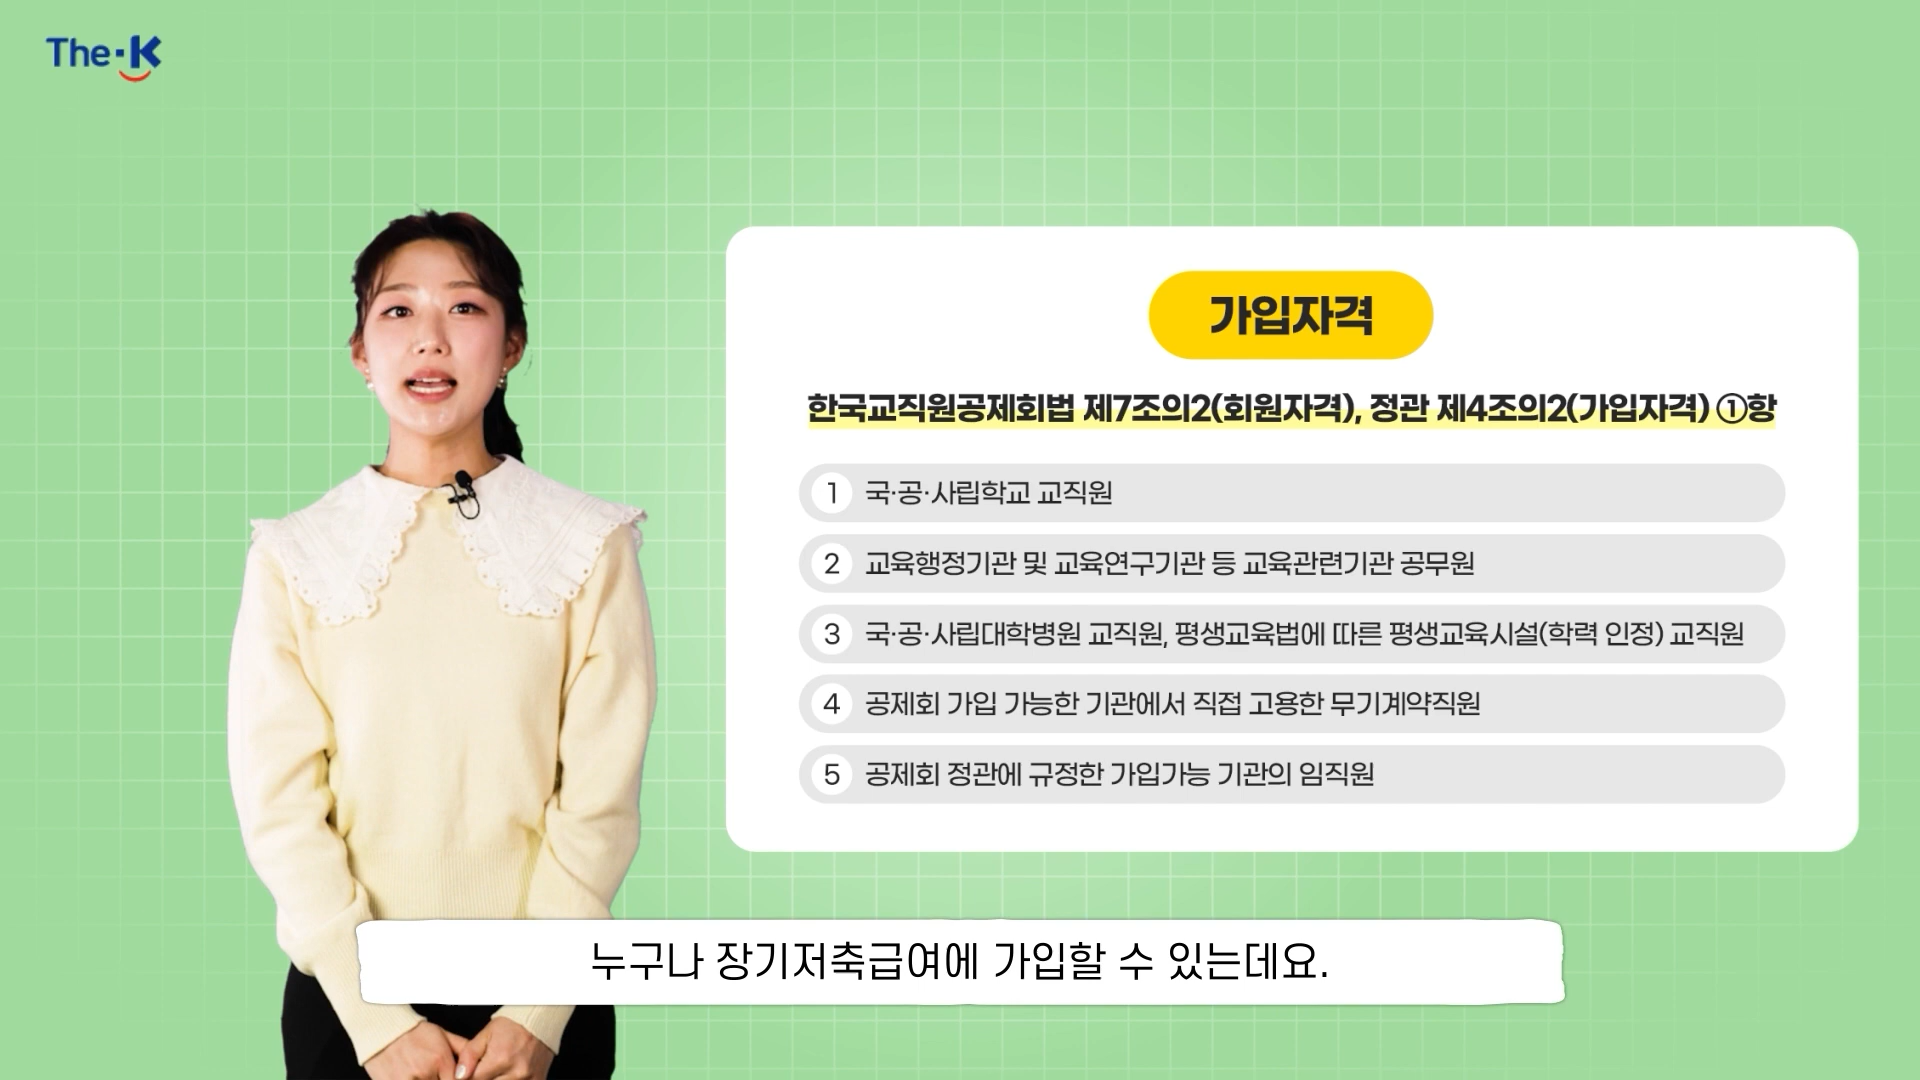 The·K
가입자격
한국교직원공제회법 제7조의2(회원자격), 정관 제4조의2(가입자격) ①항
1 국·공·사립학교 교직원
2 교육행정기관 및 교육연구기관 등 교육관련기관 공무원
3 국·공·사립대학병원 교직원, 평생교육법에 따른 평생교육시설(학력 인정) 교직원
4 공제회 가입 가능한 기관에서 직접 고용한 무기계약직원
5 공제회 정관에 규정한 가입가능 기관의 임직원
누구나 장기저축급여에 가입할 수 있는데요.